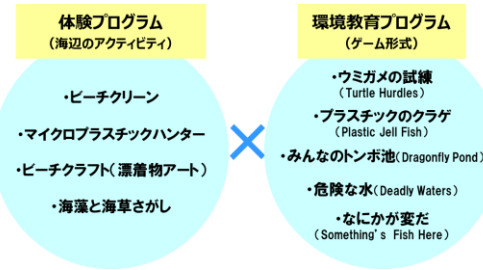 体験プログラム
(海辺のアクティビティ)
・ビーチクリーン
・マイクロプラスチックハンター
・ビーチクラフト(漂着物アート)
・海藻と海草さがし
×
環境教育プログラム
(ゲーム形式)
・ウミガメの試練
(Turtle Hurdles)
・プラスチックのクラゲ
(Plastic Jell Fish)
・みんなのトンボ池(Dragonfly Pond)
・危険な水(Deadly Waters)
・なにかが変だ
(Something's Fish Here)